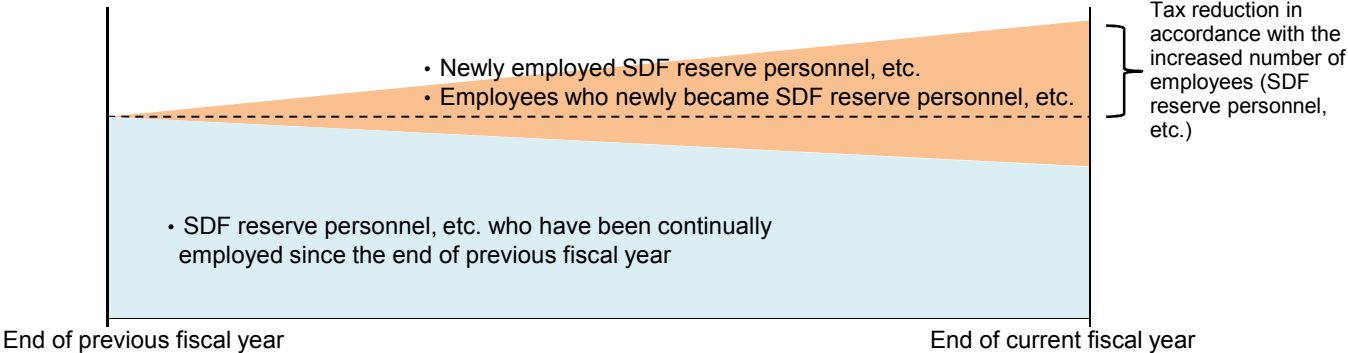 Tax reduction in
accordance with the
increased number of
employees (SDF
reserve personnel,
etc.)
・Newly employed SDF reserve personnel, etc.
・Employees who newly became SDF reserve personnel, etc.
・SDF reserve personnel, etc. who have been continually
employed since the end of previous fiscal year
End of previous fiscal year
End of current fiscal year